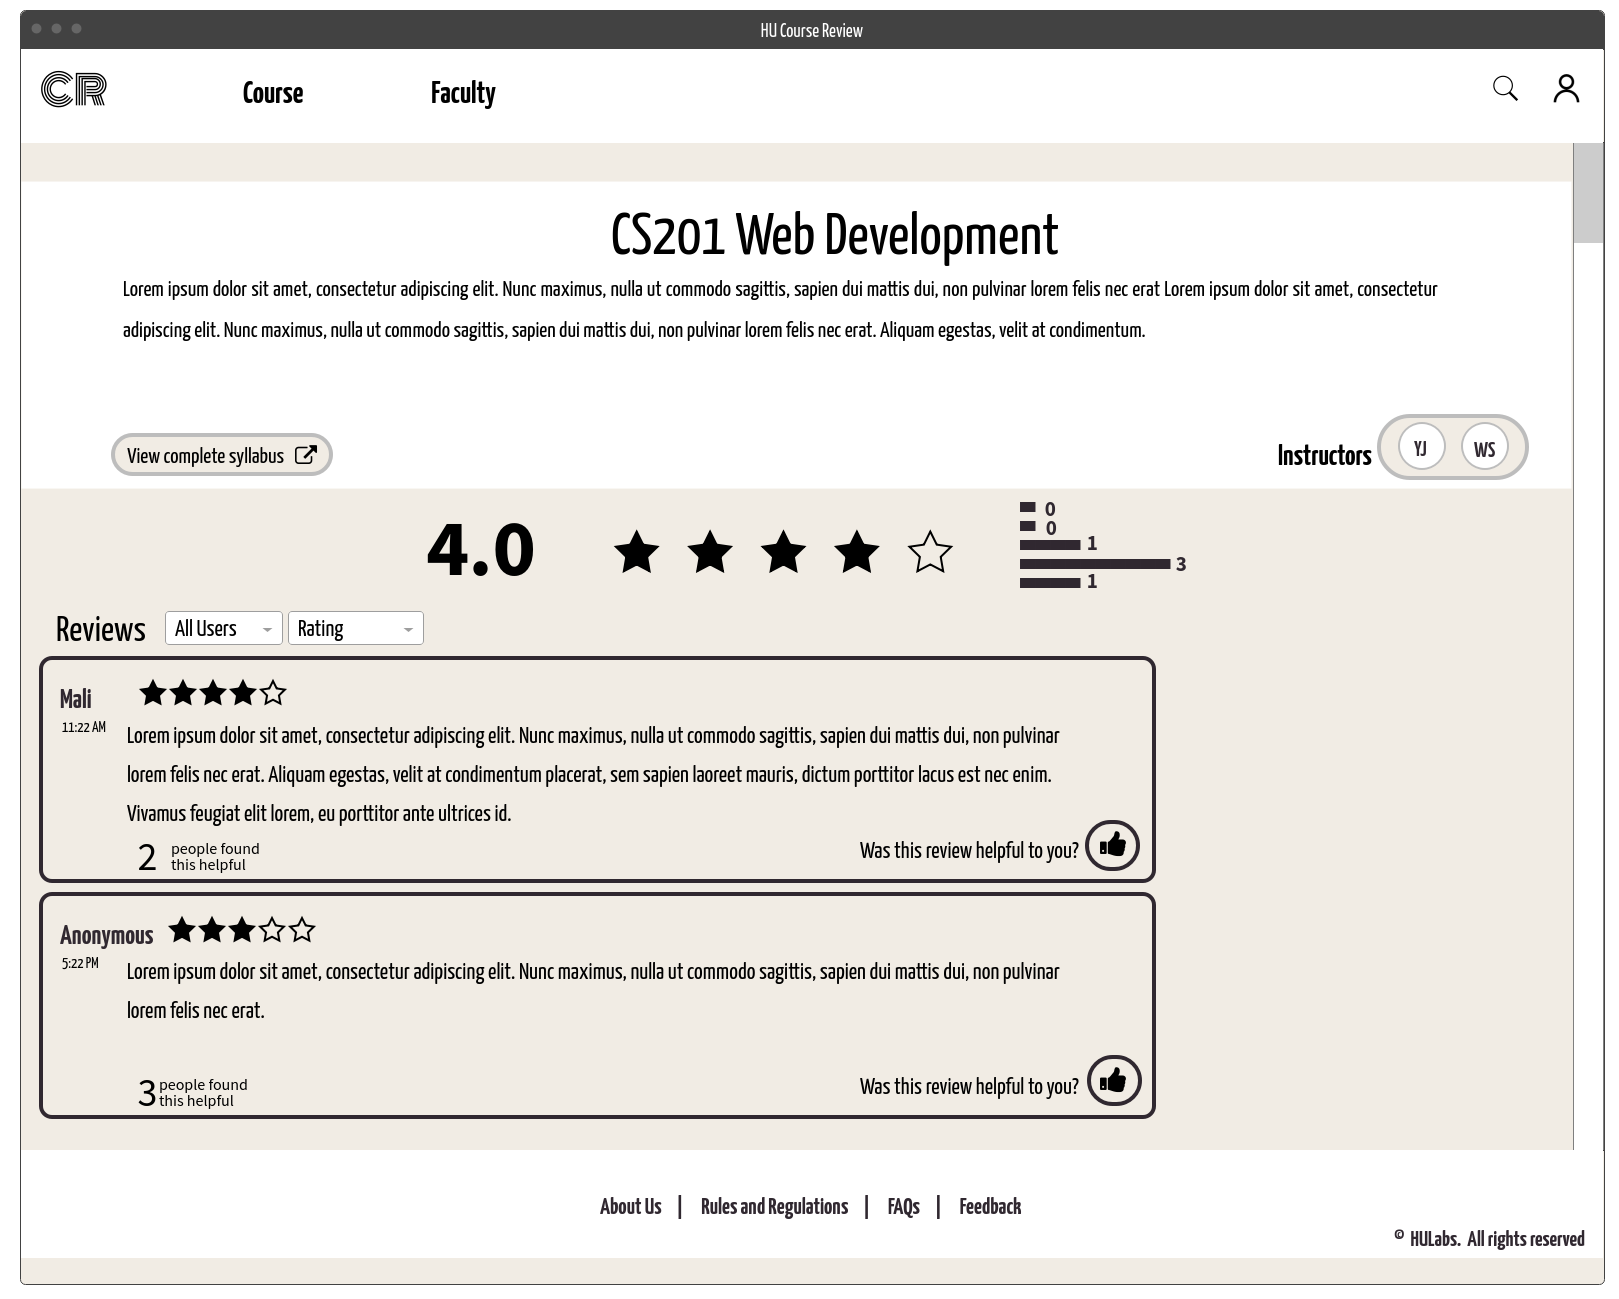 HU Course Review
CR
Course
Faculty
CS201 Web Development
Lorem ipsum dolor sit amet, consectetur adipiscing elit. Nunc maximus, nulla ut commodo sagittis, sapien dui mattis dui, non pulvinar lorem felis nec erat Lorem ipsum dolor sit amet, consectetur
adipiscing elit. Nunc maximus, nulla ut commodo sagittis, sapien dui mattis dui, non pulvinar lorem felis nec erat. Aliquam egestas, velit at condimentum.
View complete syllabus
Instructors
YJ
WS
4.0
0
0
1
3
1
Reviews
All Users
Rating
Mali
11:22 AM
Lorem ipsum dolor sit amet, consectetur adipiscing elit. Nunc maximus, nulla ut commodo sagittis, sapien dui mattis dui, non pulvinar
lorem felis nec erat. Aliquam egestas, velit at condimentum placerat, sem sapien laoreet mauris, dictum porttitor lacus est nec enim.
Vivamus feugiat elit lorem, eu porttitor ante ultrices id.
2
people found
this helpful
Was this review helpful to you?
Anonymous
5:22 PM
Lorem ipsum dolor sit amet, consectetur adipiscing elit. Nunc maximus, nulla ut commodo sagittis, sapien dui mattis dui, non pulvinar
lorem felis nec erat.
3
people found
this helpful
Was this review helpful to you?
About Us | Rules and Regulations | FAQs | Feedback
© HULabs. All rights reserved